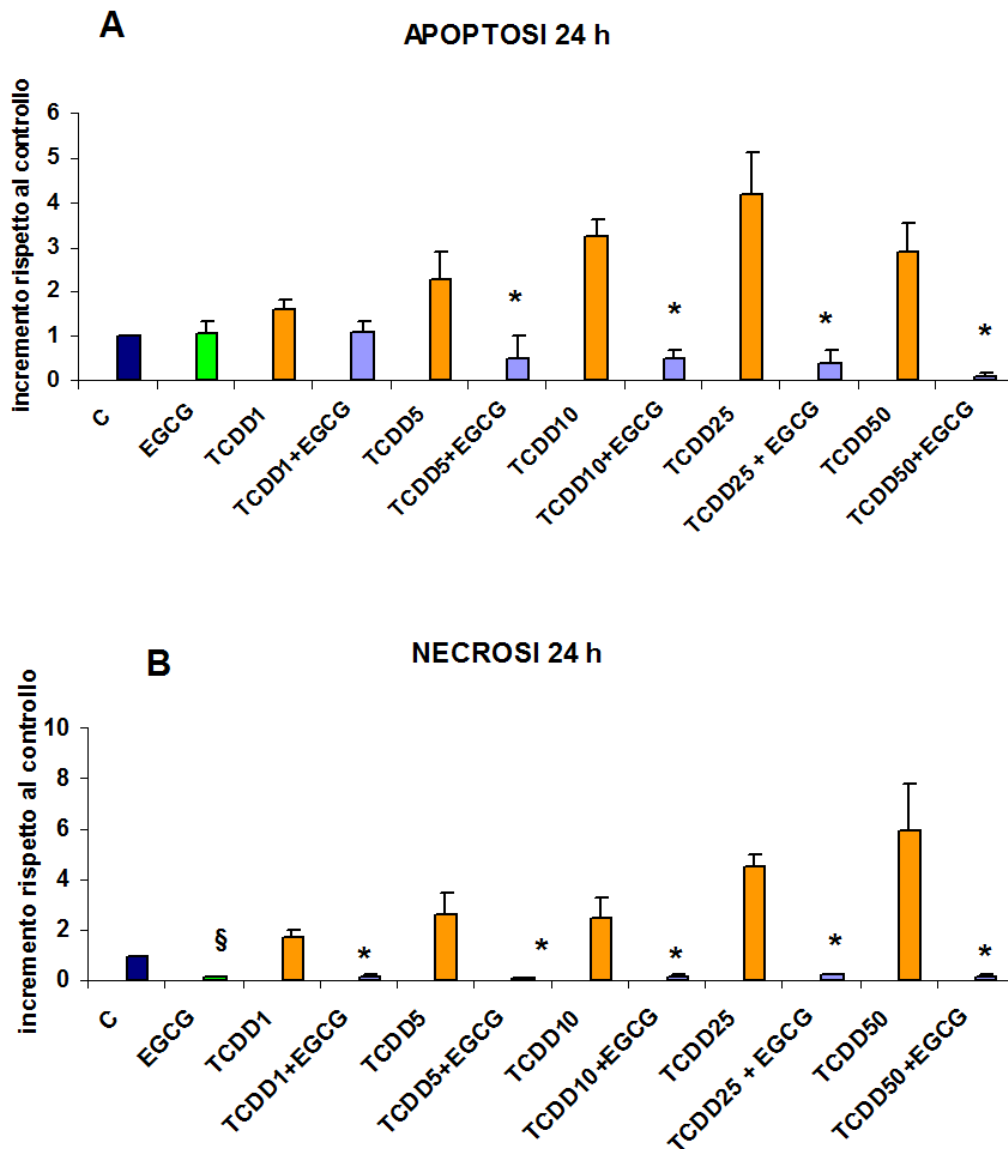 A
APOPTOSI 24 h
incremento rispetto al controllo
6
5
4
3
2
1
0
* * * *
C EGCG TCDD1 TCDD1+EGCG TCDD5 TCDD5+EGCG TCDD10 TCDD10+EGCG TCDD25 TCDD25 + EGCG TCDD50 TCDD50+EGCG
B
NECROSI 24 h
incremento rispetto al controllo
10
8
6
4
2
0
§ * * * * *
C EGCG TCDD1 TCDD1+EGCG TCDD5 TCDD5+EGCG TCDD10 TCDD10 +EGCG TCDD25 TCDD25 + EGCG TCDD50 TCDD50 +EGCG